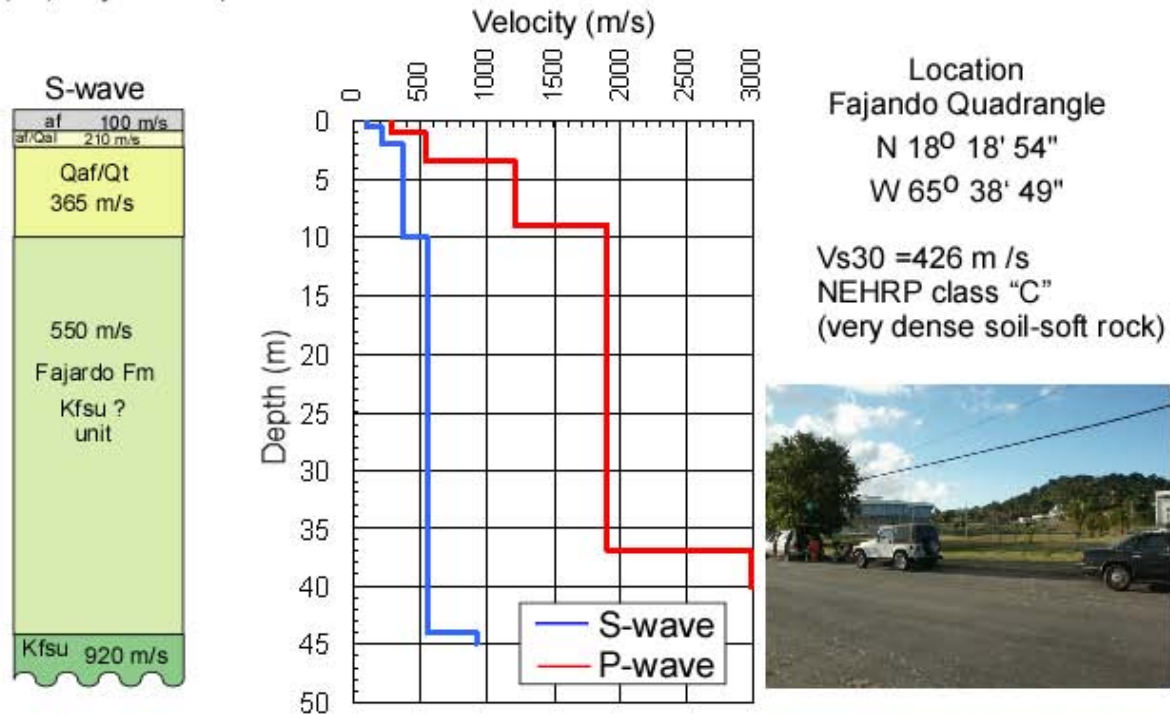 Velocity (m/s)
0 500 1000 1500 2000 2500 3000
S-wave
af 100 m/s
af/Qal 210 m/s
Qaf/Qt
365 m/s
550 m/s
Fajardo Fm
Kfsu ?
unit
Kfsu 920 m/s
Depth (m)
0
5
10
15
20
25
30
35
40
45
50
S-wave
P-wave
Location
Fajando Quadrangle
N 18⁰ 18' 54"
W 65⁰ 38' 49"
Vs30 =426 m /s
NEHRP class “C”
(very dense soil-soft rock)